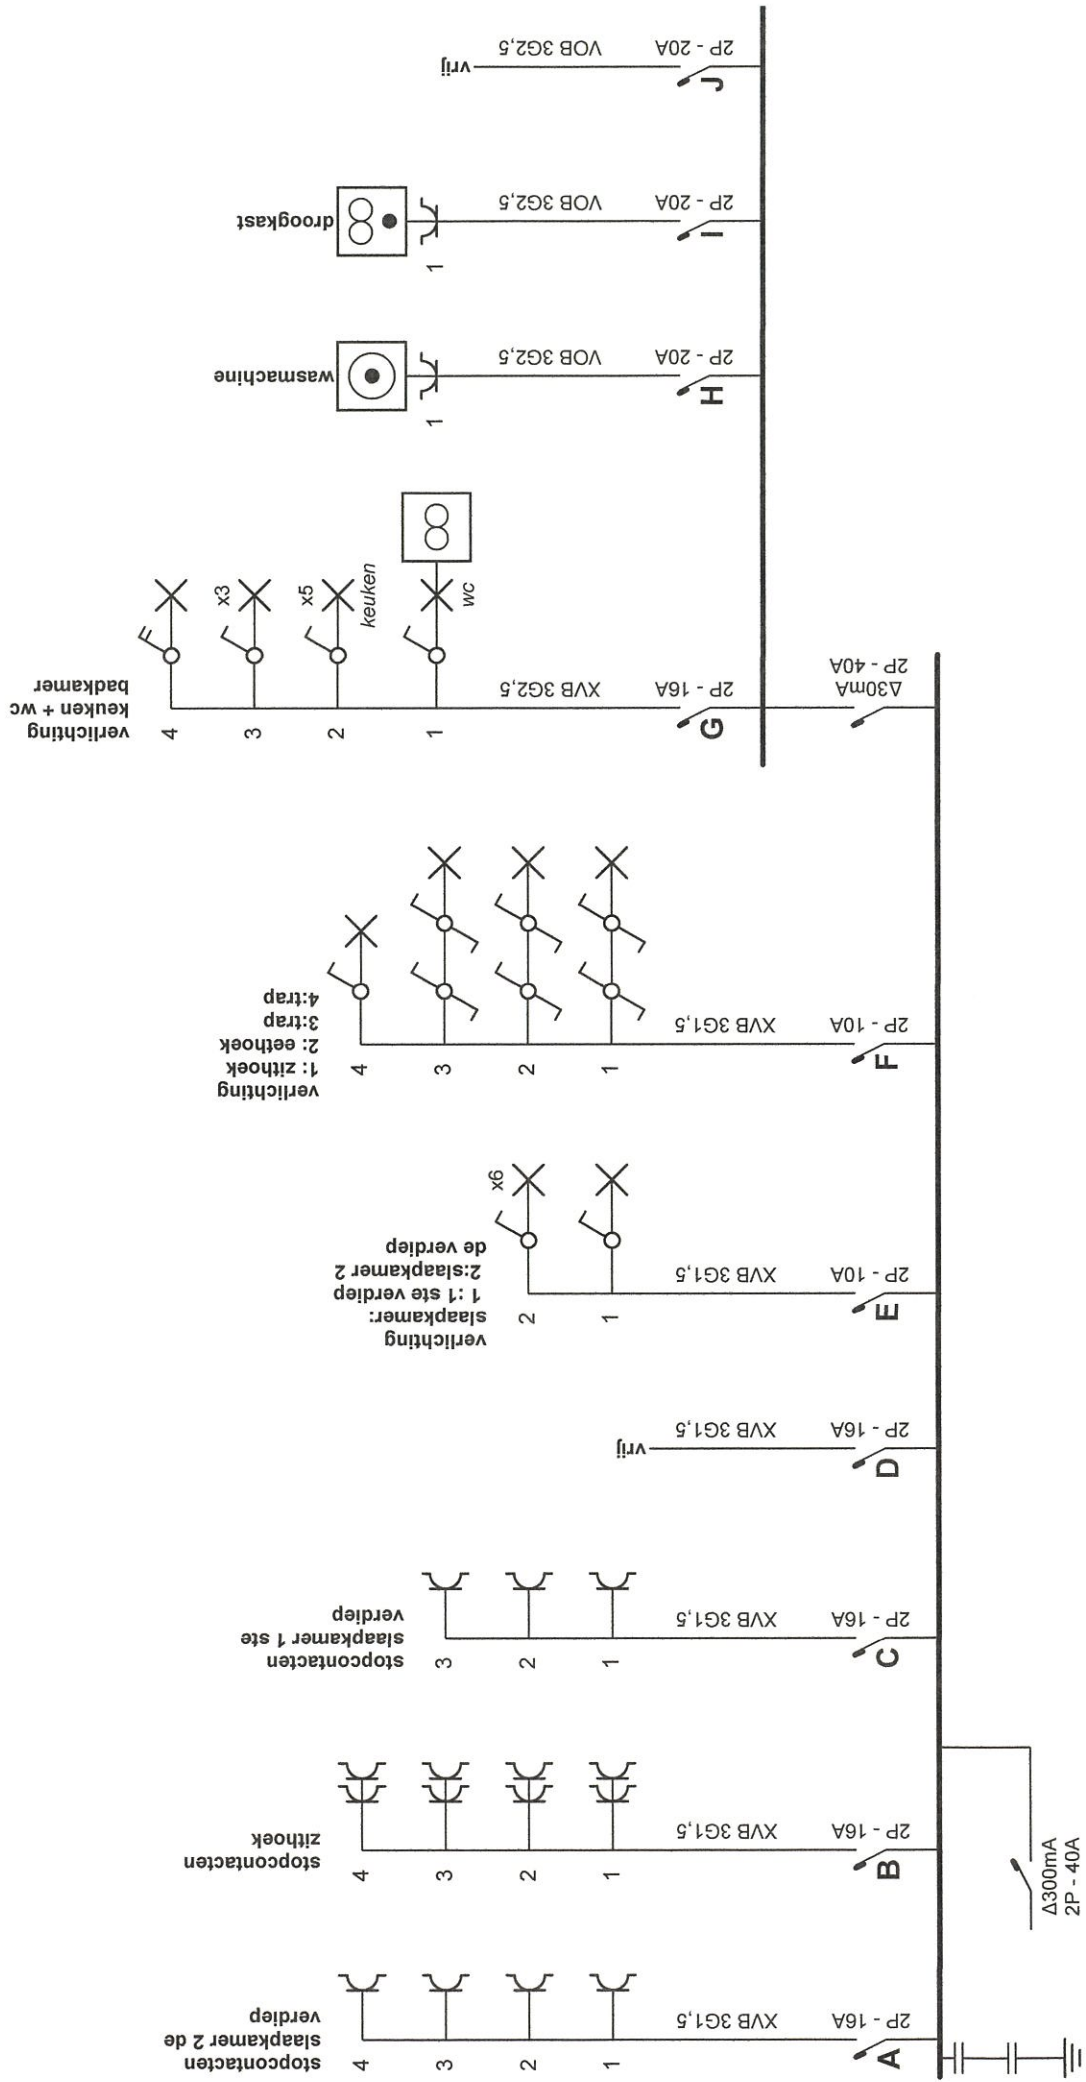 stopcontacten
slaapkamer 2 de
verdiep
4
3
2
1
XVB 3G1,5
2P - 16A
A
stopcontacten
zithoek
4
3
2
1
XVB 3G1,5
2P - 16A
B
Δ300mA
2P - 40A
stopcontacten
slaapkamer 1 ste
verdiep
3
2
1
XVB 3G1,5
2P - 16A
C
vrij
XVB 3G1,5
2P - 16A
D
verlichting
slaapkamer:
1 :1 ste verdiep
2:slaapkamer 2
de verdiep
x6
2
1
XVB 3G1,5
2P - 10A
E
verlichting
1: zithoek
2: eethoek
3:trap
4:trap
4
3
2
1
XVB 3G1,5
2P - 10A
F
verlichting
keuken + wc
badkamer
4
x3
3
x5
keuken
2
wc
1
XVB 3G2,5
2P - 16A
G
Δ30mA
2P - 40A
wasmachine
1
VOB 3G2,5
2P - 20A
H
droogkast
1
VOB 3G2,5
2P - 20A
I
vrij
VOB 3G2,5
2P - 20A
J